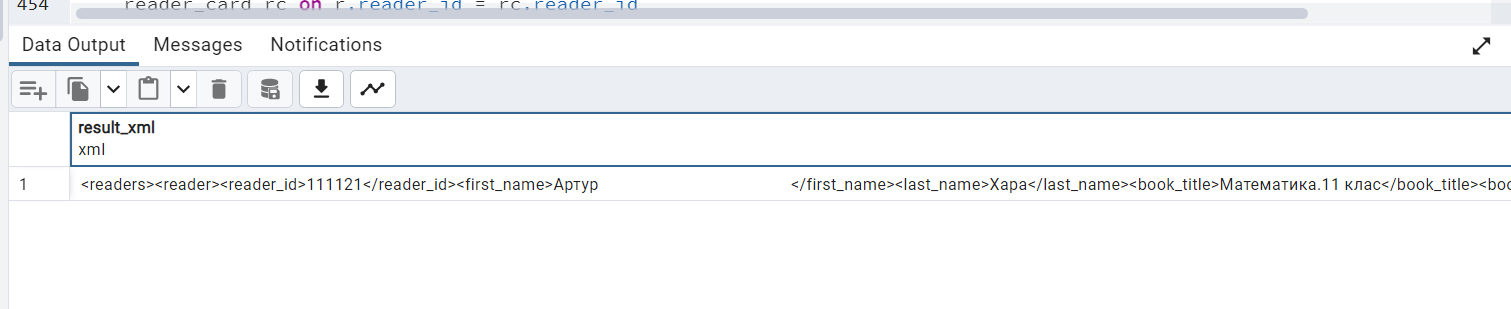 454 reader_card rc on r.reader_id = rc.reader_id
Data Output Messages Notifications
result_xml
xml
1 <readers><reader><reader_id>111121</reader_id><first_name>Артур </first_name><last_name>Хара</last_name><book_title>Математика.11 клас</book_title><boo